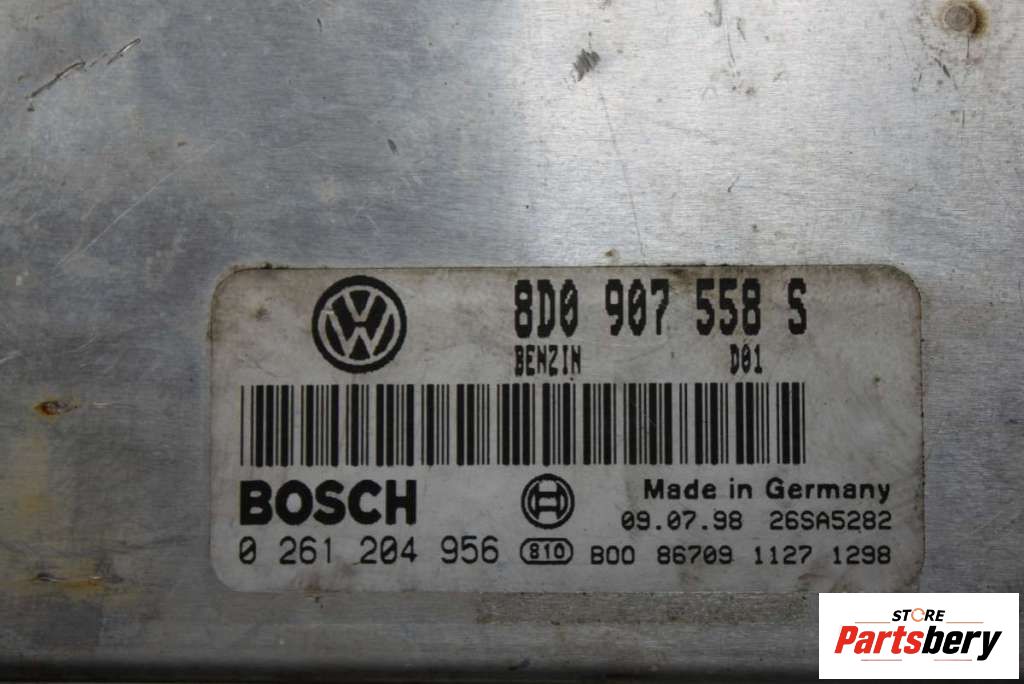 8D0 907 558 S
BENZIN D01
BOSCH
Made in Germany
09.07.98 26SA5282
0 261 204 956 810 B00 86709 1127 1298
STORE
Partsbery